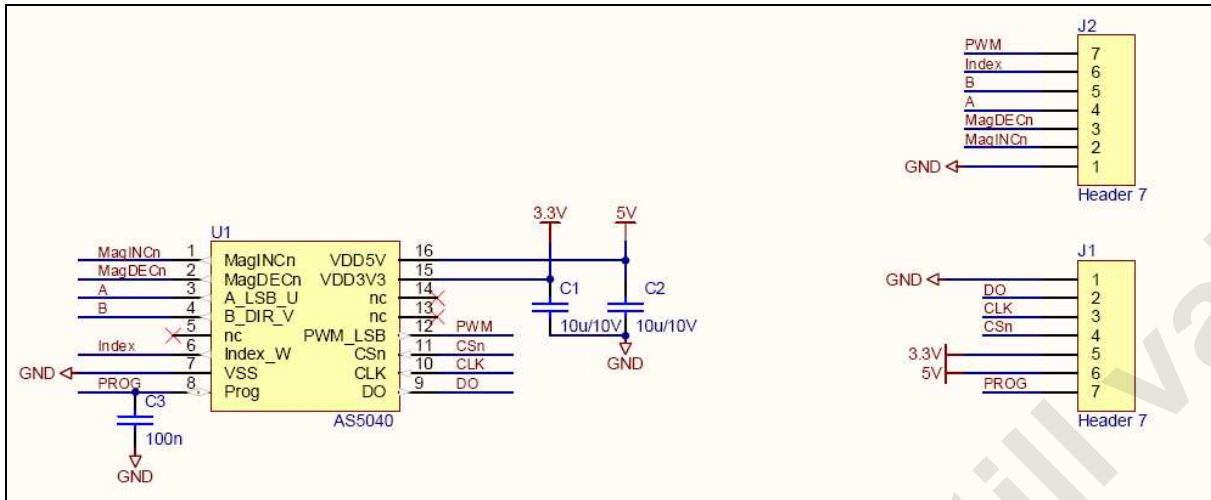 J2
PWM 7
Index 6
B 5
A 4
MagDECn 3
MagINCn 2
GND 1
Header 7
3.3V 5V
U1
MagINCn 1 MagINCn VDD5V 16
MagDECn 2 MagDECn VDD3V3 15
A 3 A_LSB_U nc 14
B 4 B_DIR_V nc 13
5 nc PWM_LSB 12 PWM
Index 6 Index_W CSn 11 CSn
GND 7 VSS CLK 10 CLK
PROG 8 Prog DO 9 DO
AS5040
C1 C2
10u/10V 10u/10V
GND
C3
100n
GND
J1
GND 1
DO 2
CLK 3
CSn 4
3.3V 5
5V 6
PROG 7
Header 7